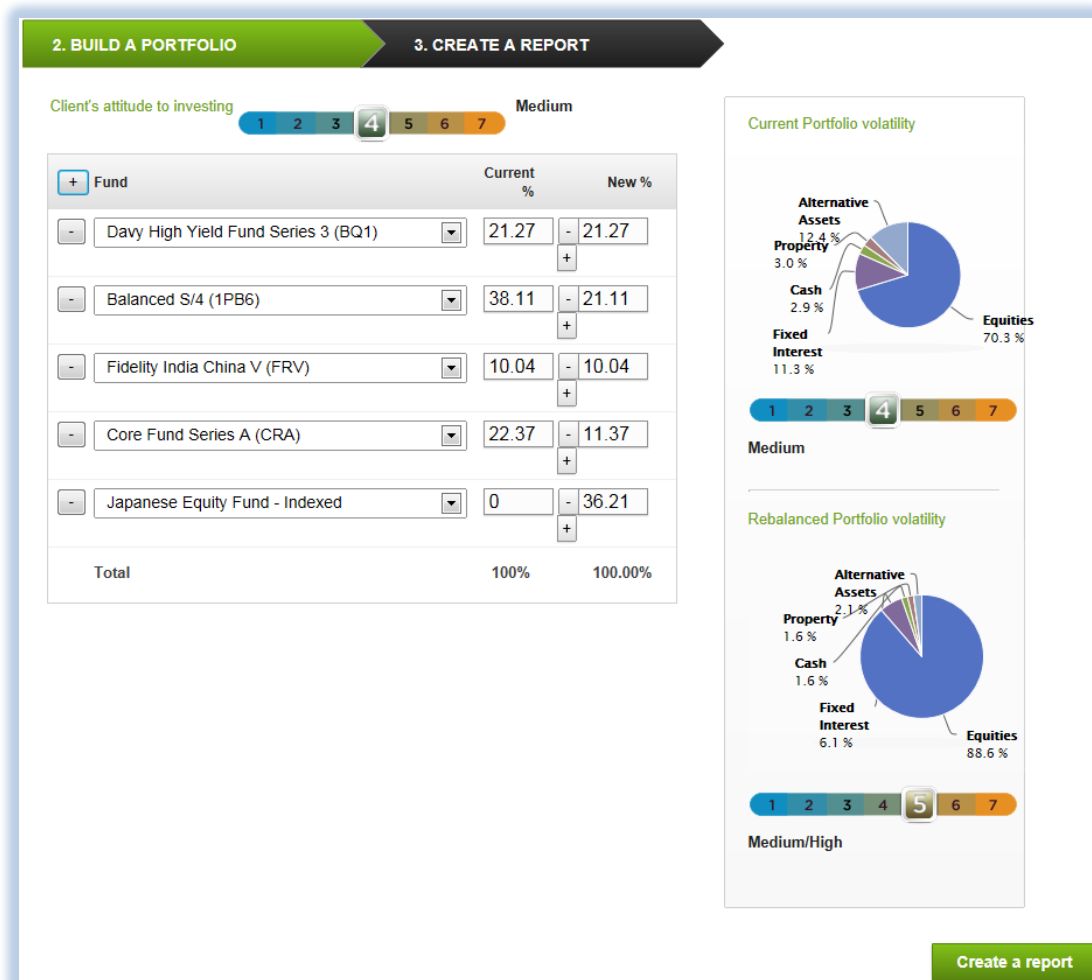 2. BUILD A PORTFOLIO
3. CREATE A REPORT
Client's attitude to investing
1 2 3 4 5 6 7
Medium
+ Fund
Current
%
New %
- Davy High Yield Fund Series 3 (BQ1) 21.27 - 21.27
+
- Balanced S/4 (1PB6) 38.11 - 21.11
+
- Fidelity India China V (FRV) 10.04 - 10.04
+
- Core Fund Series A (CRA) 22.37 - 11.37
+
- Japanese Equity Fund - Indexed 0 - 36.21
+
Total 100% 100.00%
Current Portfolio volatility
Alternative
Assets
12.4 %
Property
3.0 %
Cash
2.9 %
Fixed
Interest
11.3 %
Equities
70.3 %
1 2 3 4 5 6 7
Medium
Rebalanced Portfolio volatility
Alternative
Assets
2.1 %
Property
1.6 %
Cash
1.6 %
Fixed
Interest
6.1 %
Equities
88.6 %
1 2 3 4 5 6 7
Medium/High
Create a report